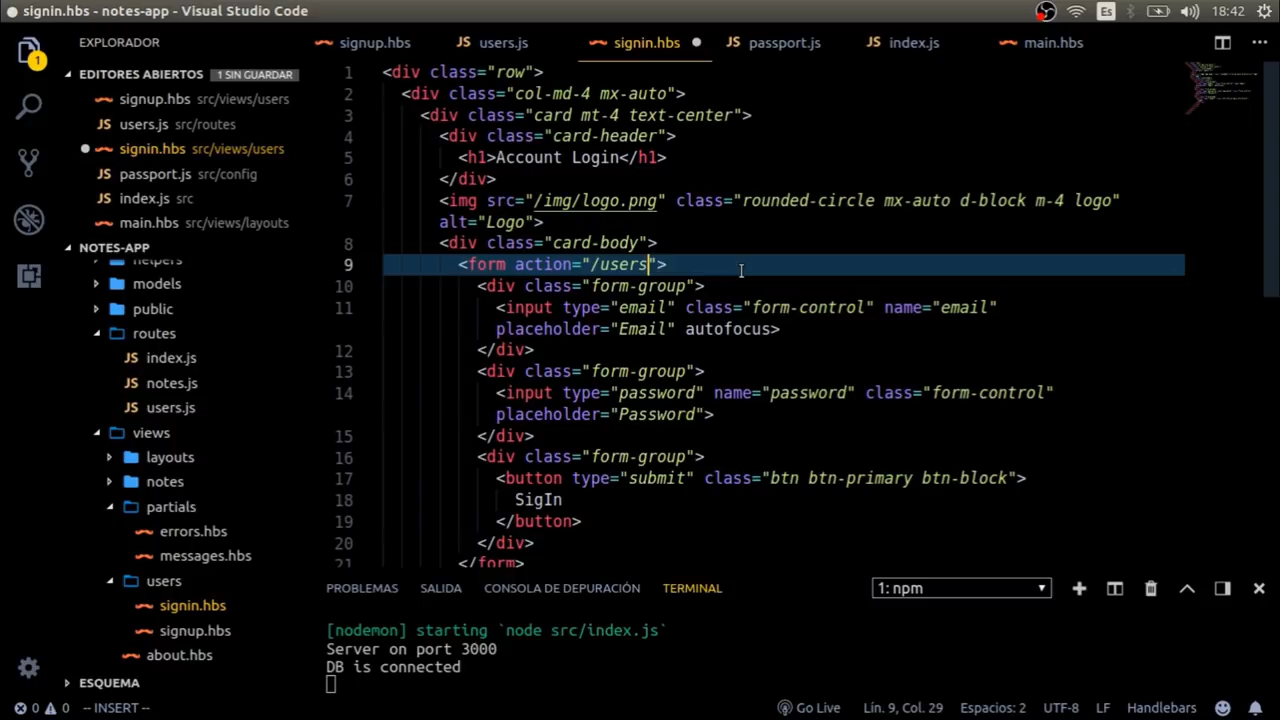 signin.hbs - notes-app - Visual Studio Code
Es
18:42
EXPLORADOR
signup.hbs
users.js
signin.hbs
passport.js
index.js
main.hbs
1
EDITORES ABIERTOS 1 SIN GUARDAR
signup.hbs src/views/users
JS users.js src/routes
signin.hbs src/views/users
JS passport.js src/config
JS index.js src
main.hbs src/views/layouts
NOTES-APP
helpers
models
public
routes
JS index.js
JS notes.js
JS users.js
views
layouts
notes
partials
errors.hbs
messages.hbs
users
signin.hbs
signup.hbs
about.hbs
ESQUEMA
1 <div class="row">
2 <div class="col-md-4 mx-auto">
3 <div class="card mt-4 text-center">
4 <div class="card-header">
5 <h1>Account Login</h1>
6 </div>
7 <img src="/img/logo.png" class="rounded-circle mx-auto d-block m-4 logo"
alt="Logo">
8 <div class="card-body">
9 <form action="/users">
10 <div class="form-group">
11 <input type="email" class="form-control" name="email"
placeholder="Email" autofocus>
12 </div>
13 <div class="form-group">
14 <input type="password" name="password" class="form-control"
placeholder="Password">
15 </div>
16 <div class="form-group">
17 <button type="submit" class="btn btn-primary btn-block">
18 SigIn
19 </button>
20 </div>
21 </form>
PROBLEMAS SALIDA CONSOLA DE DEPURACIÓN TERMINAL 1: npm
[nodemon] starting `node src/index.js`
Server on port 3000
DB is connected
0 0 -- INSERT -- Go Live Lín. 9, Col. 29 Espacios: 2 UTF-8 LF Handlebars